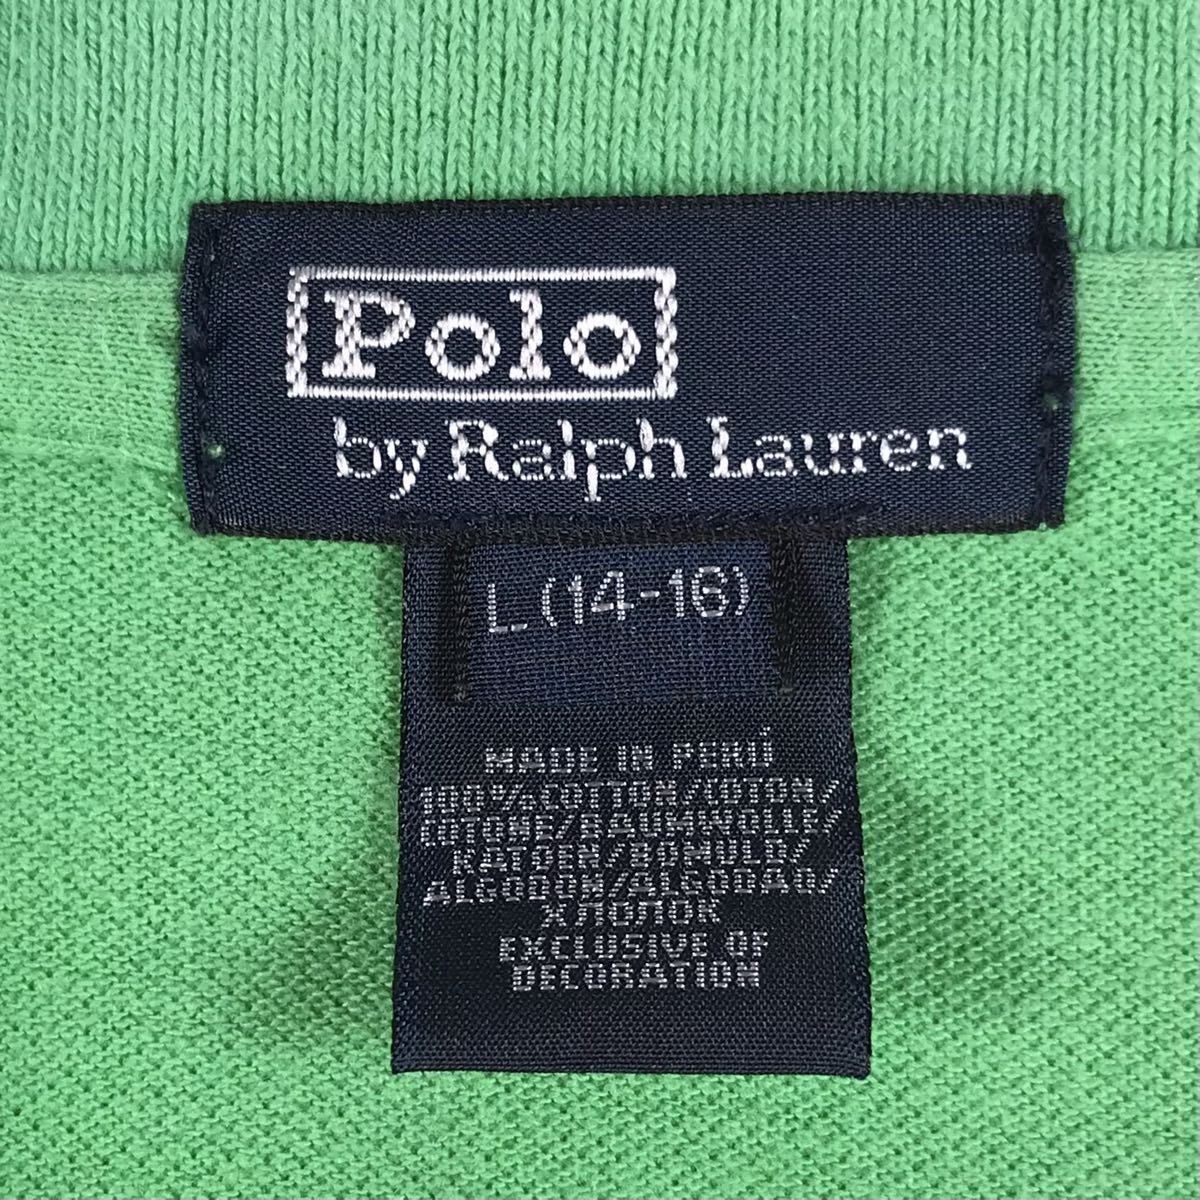 Polo
by Ralph Lauren
L (14-16)
MADE IN PERÚ
100% COTTON/COTON/
COTONE/BAUMWOLLE/
KATOEN/BOMULD/
ALGODON/ALGODAO/
ХЛОПОК
EXCLUSIVE OF
DECORATION